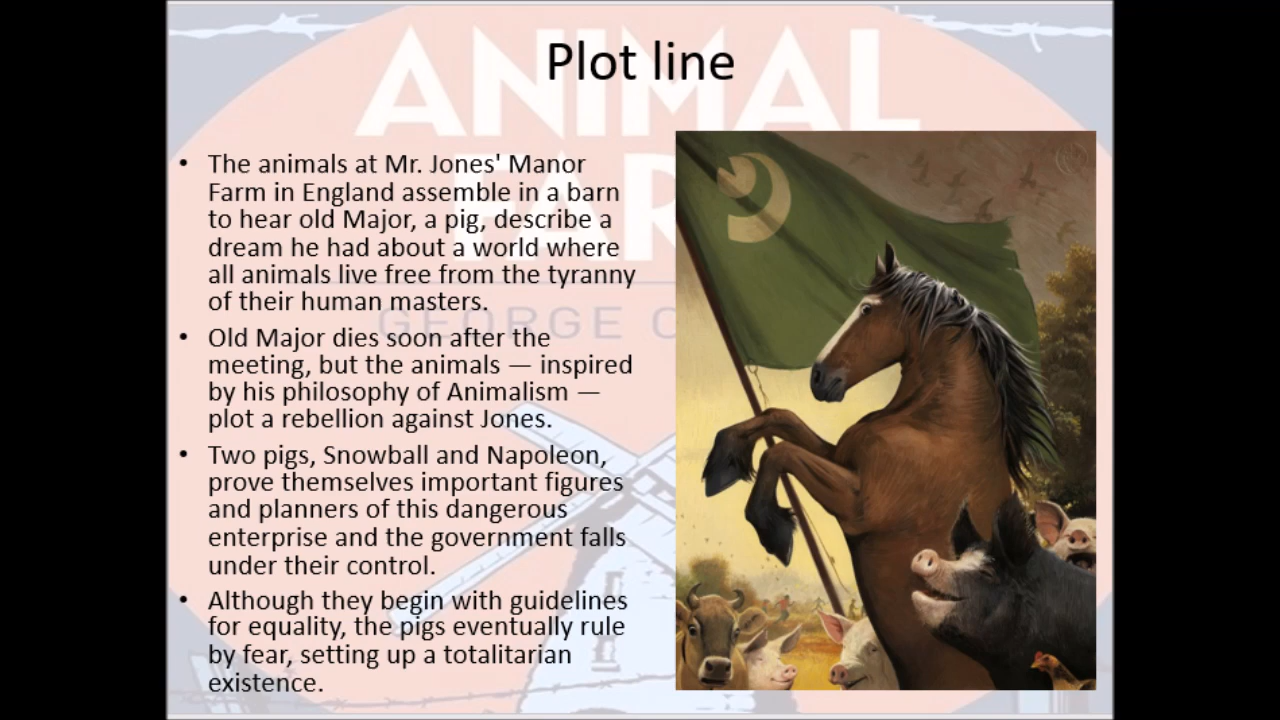 Plot line
ANIMAL
FAR
GEORGE
• The animals at Mr. Jones' Manor
Farm in England assemble in a barn
to hear old Major, a pig, describe a
dream he had about a world where
all animals live free from the tyranny
of their human masters.
• Old Major dies soon after the
meeting, but the animals — inspired
by his philosophy of Animalism —
plot a rebellion against Jones.
• Two pigs, Snowball and Napoleon,
prove themselves important figures
and planners of this dangerous
enterprise and the government falls
under their control.
• Although they begin with guidelines
for equality, the pigs eventually rule
by fear, setting up a totalitarian
existence.